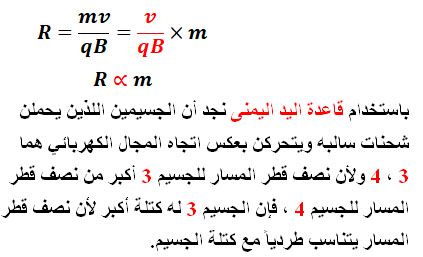 R = mv/qB = v/qB × m
R ∝ m
باستخدام قاعدة اليد اليمنى نجد أن الجسيمين اللذين يحملن
شحنات سالبه ويتحركن بعكس اتجاه المجال الكهربائي هما
3 ، 4 ولأن نصف قطر المسار للجسيم 3 أكبر من نصف قطر
المسار للجسيم 4 ، فإن الجسيم 3 له كتلة أكبر لأن نصف قطر
المسار يتناسب طردياً مع كتلة الجسيم.